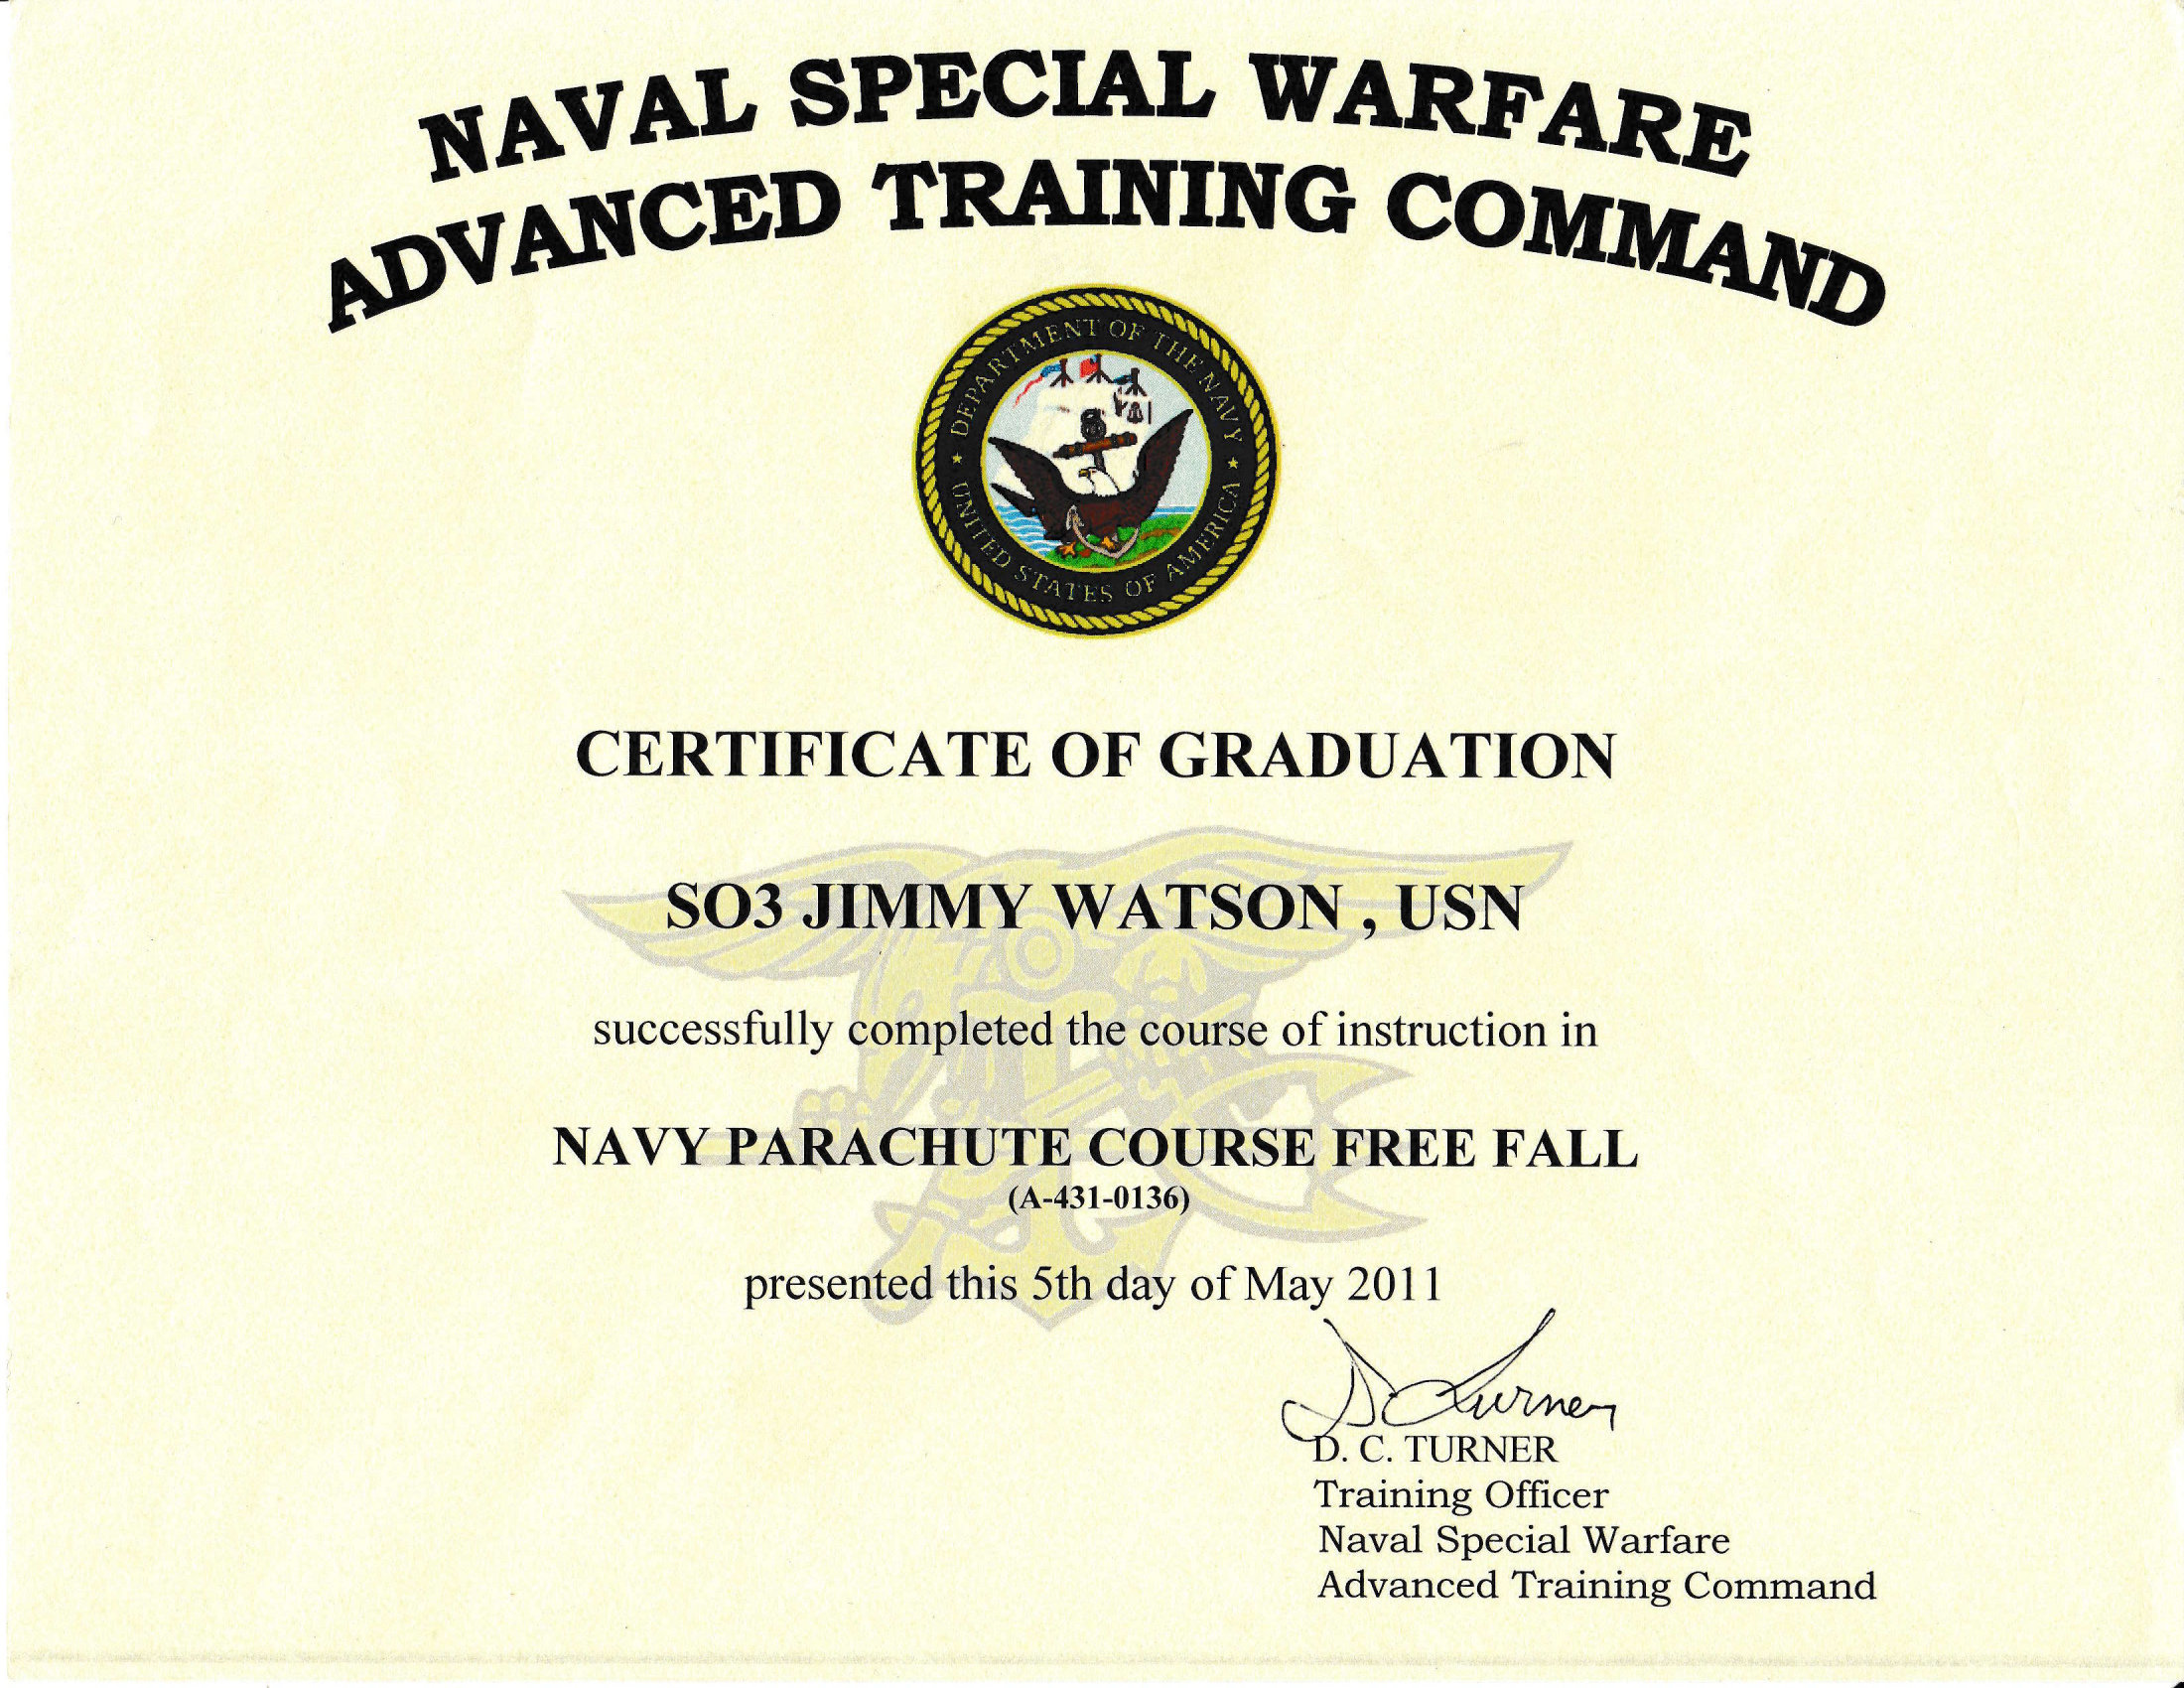 NAVAL SPECIAL WARFARE
ADVANCED TRAINING COMMAND
DEPARTMENT OF THE NAVY
UNITED STATES OF AMERICA
CERTIFICATE OF GRADUATION
SO3 JIMMY WATSON , USN
successfully completed the course of instruction in
NAVY PARACHUTE COURSE FREE FALL
(A-431-0136)
presented this 5th day of May 2011
D C Turner
D. C. TURNER
Training Officer
Naval Special Warfare
Advanced Training Command